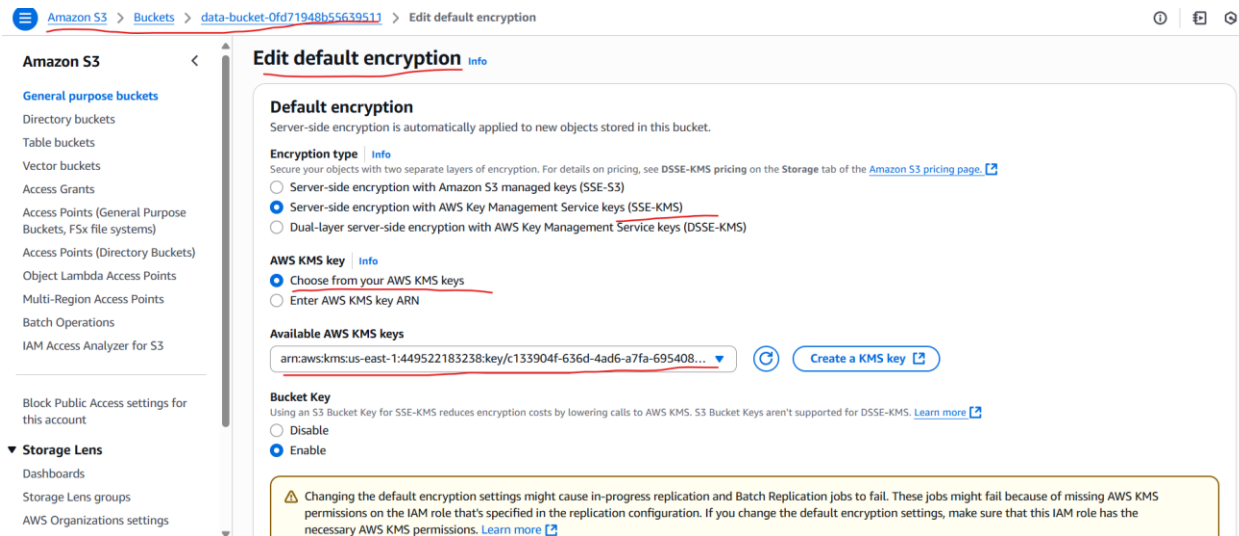 Amazon S3 > Buckets > data-bucket-0fd71948b55639511 > Edit default encryption
Amazon S3
General purpose buckets
Directory buckets
Table buckets
Vector buckets
Access Grants
Access Points (General Purpose
Buckets, FSx file systems)
Access Points (Directory Buckets)
Object Lambda Access Points
Multi-Region Access Points
Batch Operations
IAM Access Analyzer for S3
Block Public Access settings for
this account
Storage Lens
Dashboards
Storage Lens groups
AWS Organizations settings
Edit default encryption Info
Default encryption
Server-side encryption is automatically applied to new objects stored in this bucket.
Encryption type Info
Secure your objects with two separate layers of encryption. For details on pricing, see DSSE-KMS pricing on the Storage tab of the Amazon S3 pricing page.
Server-side encryption with Amazon S3 managed keys (SSE-S3)
Server-side encryption with AWS Key Management Service keys (SSE-KMS)
Dual-layer server-side encryption with AWS Key Management Service keys (DSSE-KMS)
AWS KMS key Info
Choose from your AWS KMS keys
Enter AWS KMS key ARN
Available AWS KMS keys
arn:aws:kms:us-east-1:449522183238:key/c133904f-636d-4ad6-a7fa-695408...
Create a KMS key
Bucket Key
Using an S3 Bucket Key for SSE-KMS reduces encryption costs by lowering calls to AWS KMS. S3 Bucket Keys aren't supported for DSSE-KMS. Learn more
Disable
Enable
Changing the default encryption settings might cause in-progress replication and Batch Replication jobs to fail. These jobs might fail because of missing AWS KMS
permissions on the IAM role that's specified in the replication configuration. If you change the default encryption settings, make sure that this IAM role has the
necessary AWS KMS permissions. Learn more